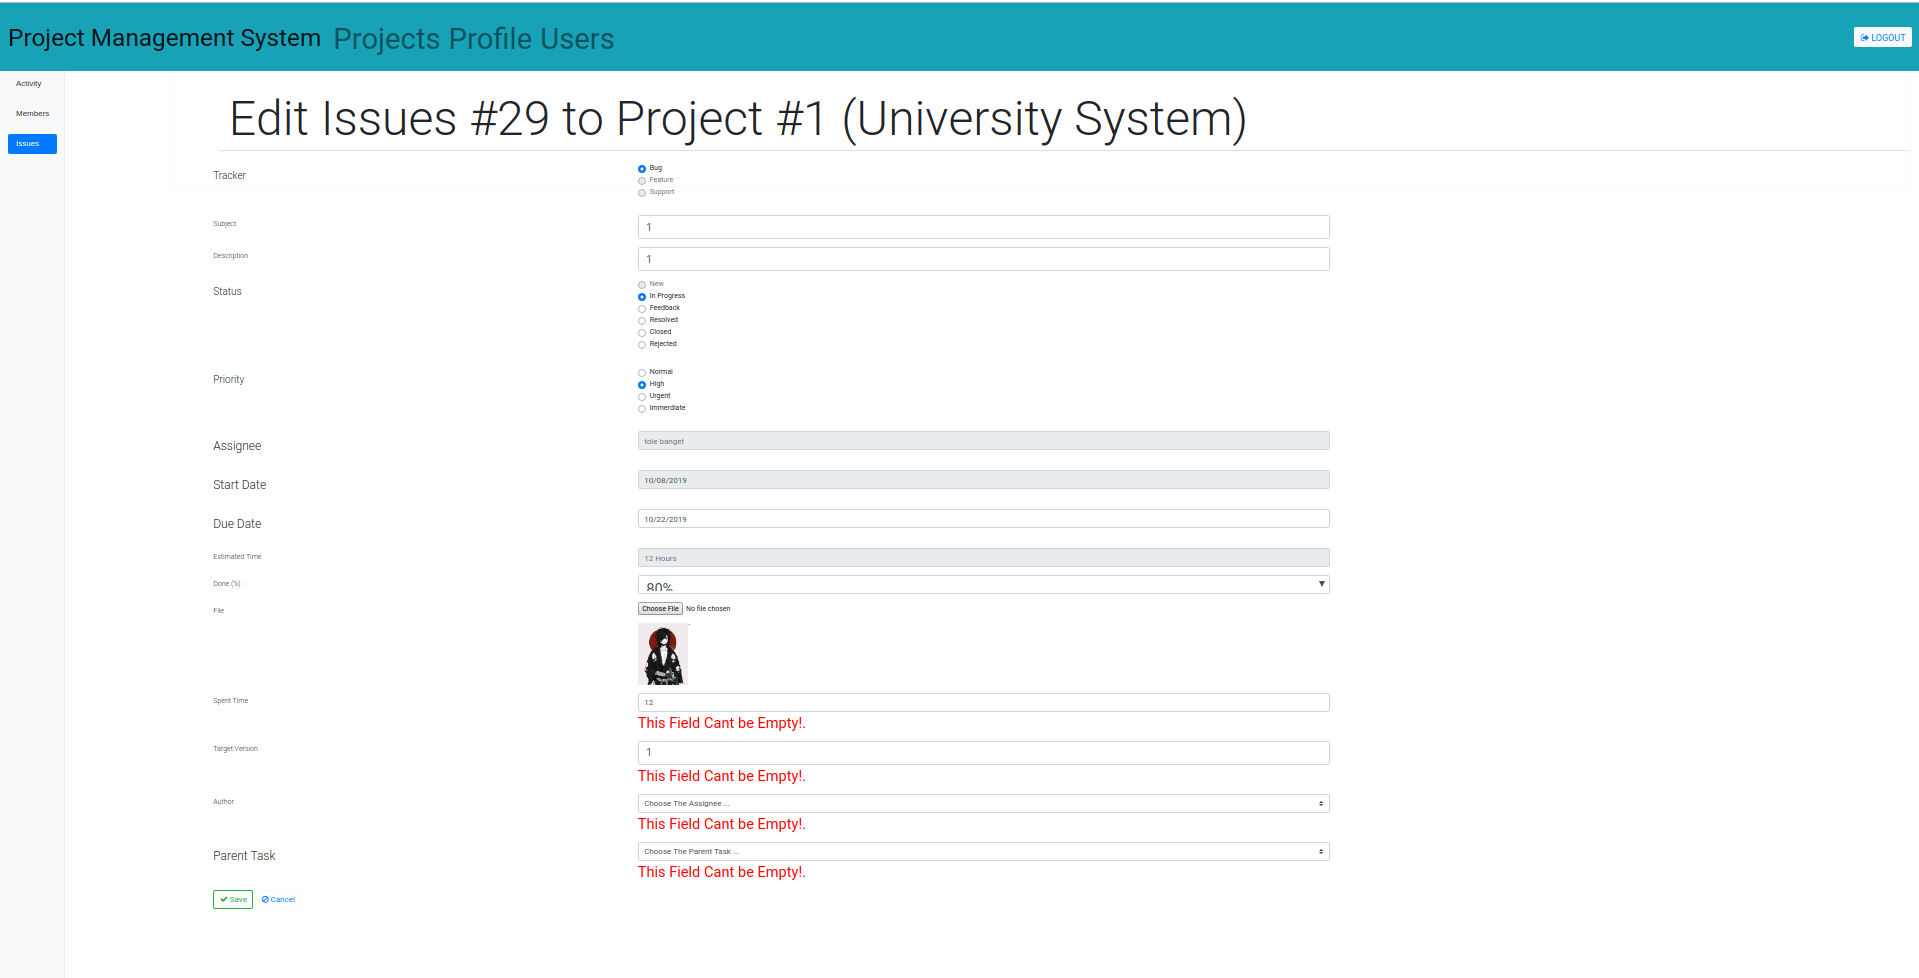 Project Management System Projects Profile Users
LOGOUT
Activity
Members
Issues
Edit Issues #29 to Project #1 (University System)
Tracker
Bug
Feature
Support
Subject
1
Description
1
Status
New
In Progress
Feedback
Resolved
Closed
Rejected
Priority
Normal
High
Urgent
Immerdiate
Assignee
tole banget
Start Date
10/08/2019
Due Date
10/22/2019
Estimated Time
12 Hours
Done (%)
80%
File
Choose File No file chosen
Spent Time
12
This Field Cant be Empty!.
Target Version
1
This Field Cant be Empty!.
Author
Choose The Assignee ...
This Field Cant be Empty!.
Parent Task
Choose The Parent Task ...
This Field Cant be Empty!.
Save Cancel